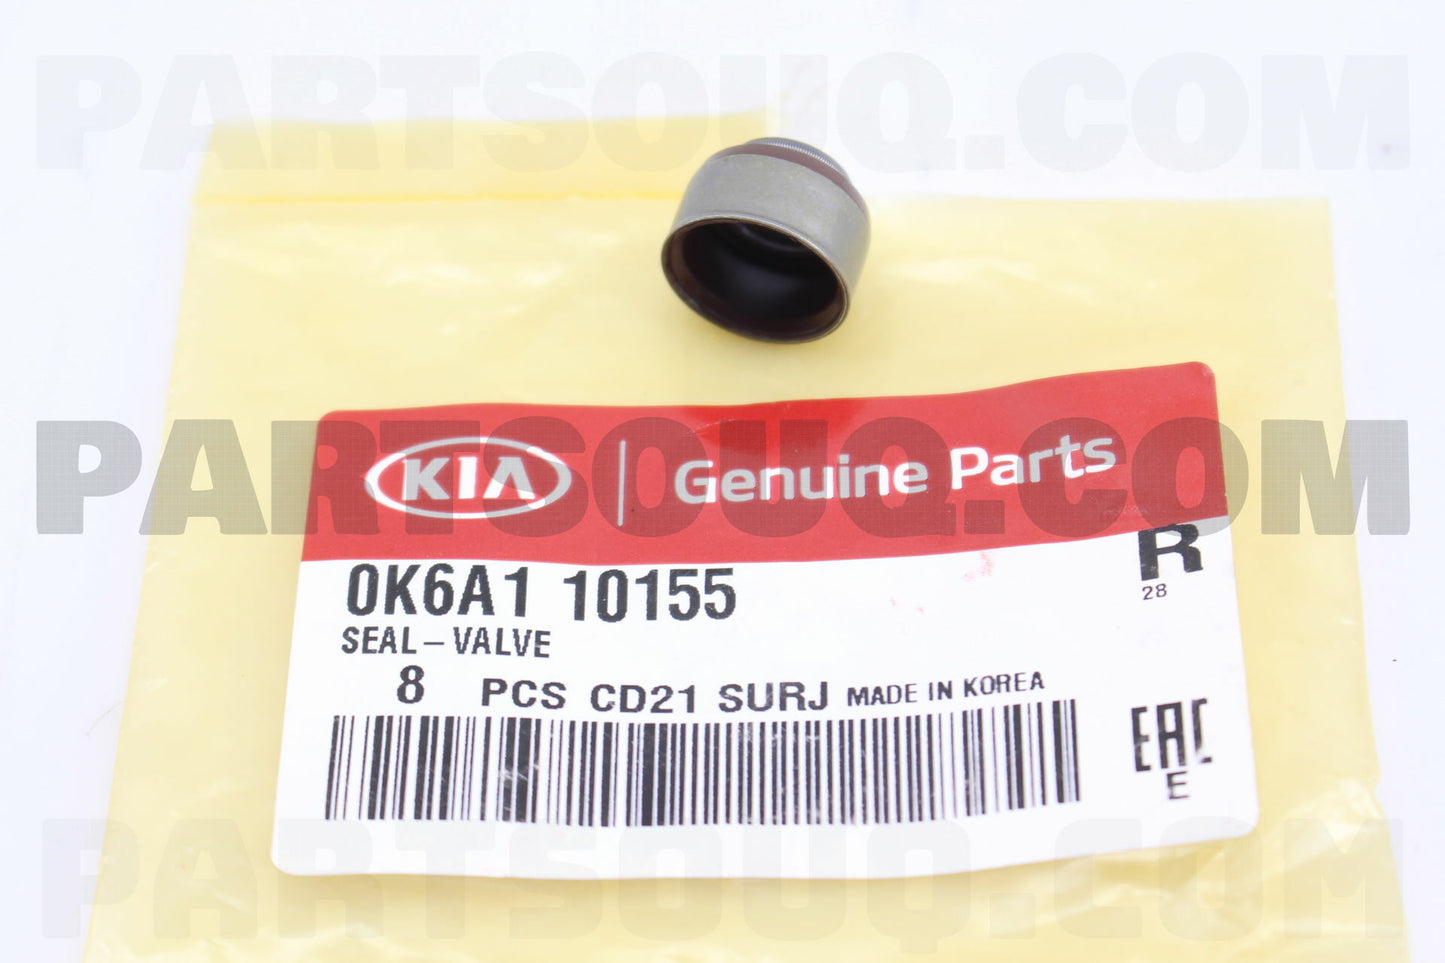 PARTSOUQ.COM
KIA | Genuine Parts
PARTSOUQ.COM
R
0K6A1 10155
28
SEAL-VALVE
8 PCS CD21 SURJ MADE IN KOREA
EAC
E
PARTSOUQ.COM